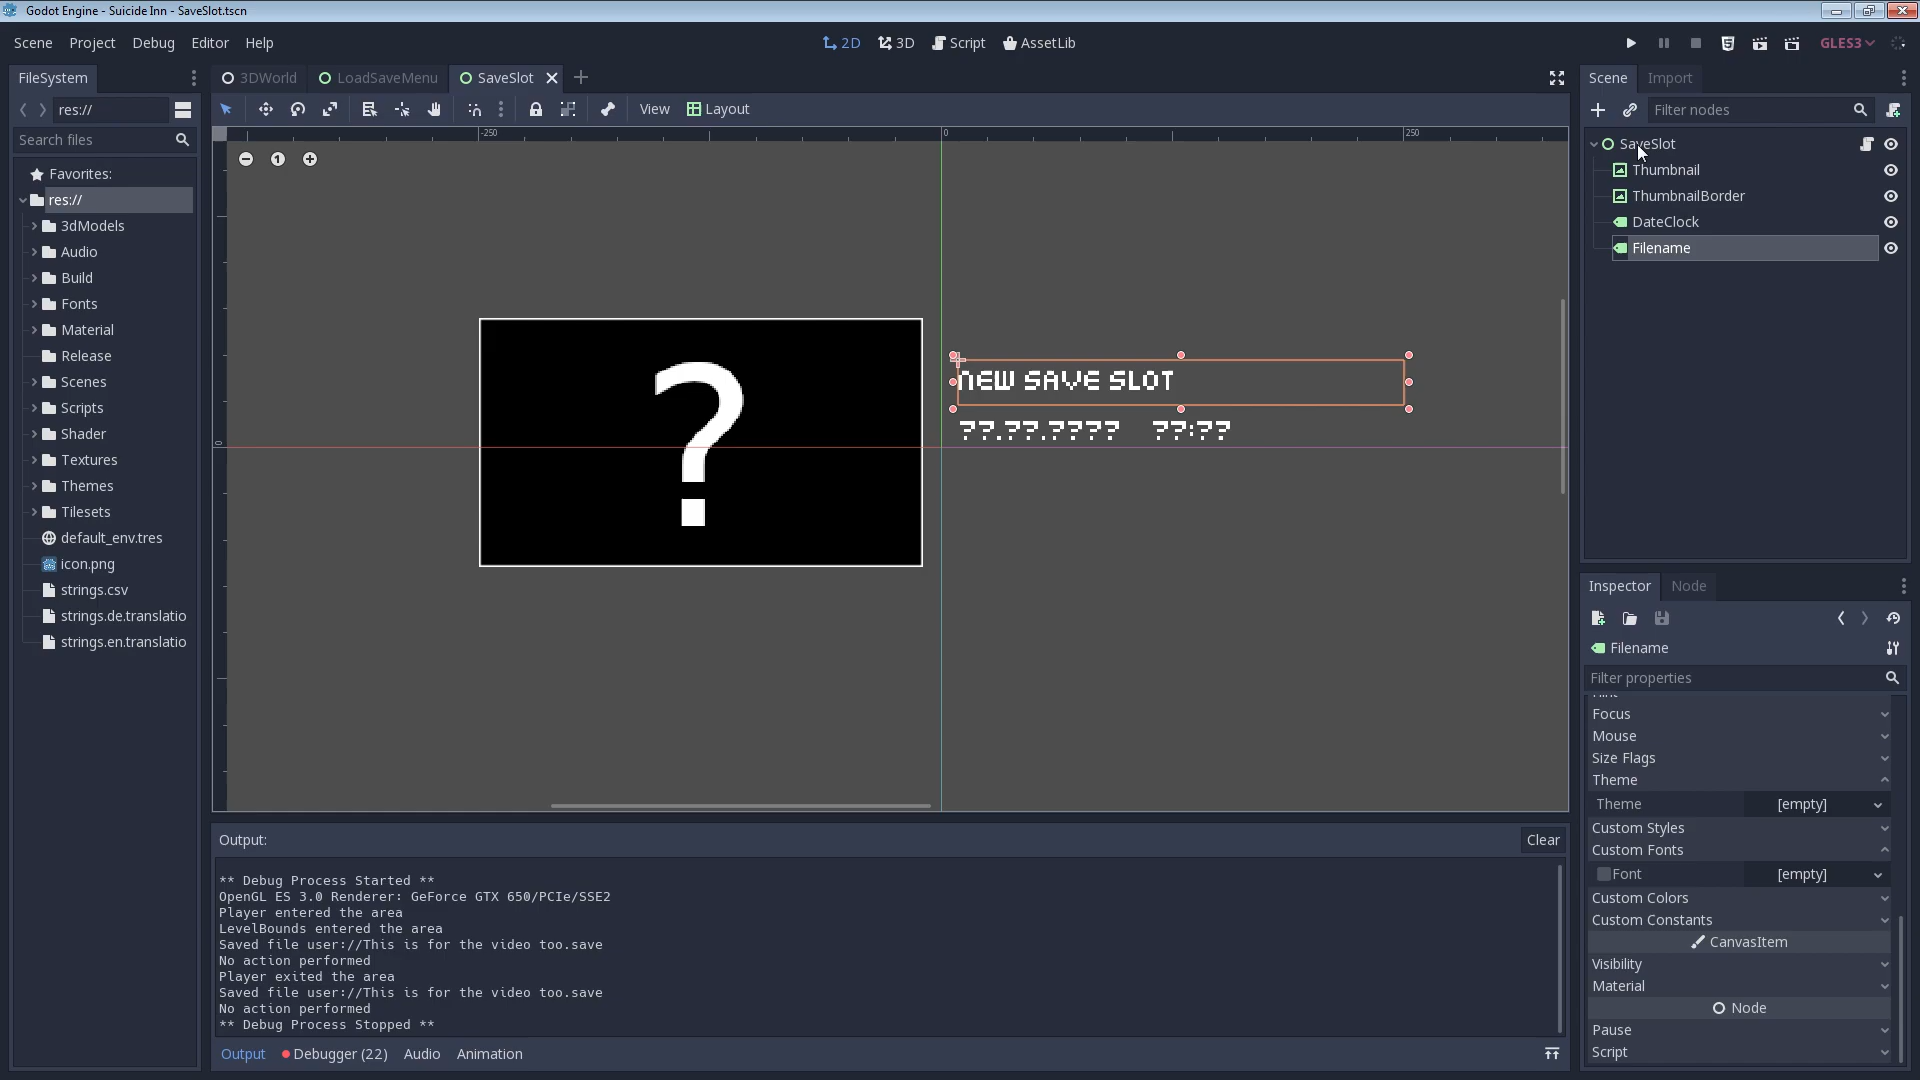 Godot Engine - Suicide Inn - SaveSlot.tscn
Scene Project Debug Editor Help
2D 3D Script AssetLib
GLES3
FileSystem
3DWorld LoadSaveMenu SaveSlot
Scene Import
res://
View Layout
Filter nodes
Search files
-250 0 250
Favorites:
res://
3dModels
Audio
Build
Fonts
Material
Release
Scenes
Scripts
Shader
Textures
Themes
Tilesets
default_env.tres
icon.png
strings.csv
strings.de.translatio
strings.en.translatio
1
0
?
NEW SAVE SLOT
??.??.???? ??:??
SaveSlot
Thumbnail
ThumbnailBorder
DateClock
Filename
Inspector Node
Filename
Filter properties
Focus
Mouse
Size Flags
Theme
Theme [empty]
Custom Styles
Custom Fonts
Font [empty]
Custom Colors
Custom Constants
CanvasItem
Visibility
Material
Node
Pause
Script
Output: Clear
** Debug Process Started **
OpenGL ES 3.0 Renderer: GeForce GTX 650/PCIe/SSE2
Player entered the area
LevelBounds entered the area
Saved file user://This is for the video too.save
No action performed
Player exited the area
Saved file user://This is for the video too.save
No action performed
** Debug Process Stopped **
Output Debugger (22) Audio Animation